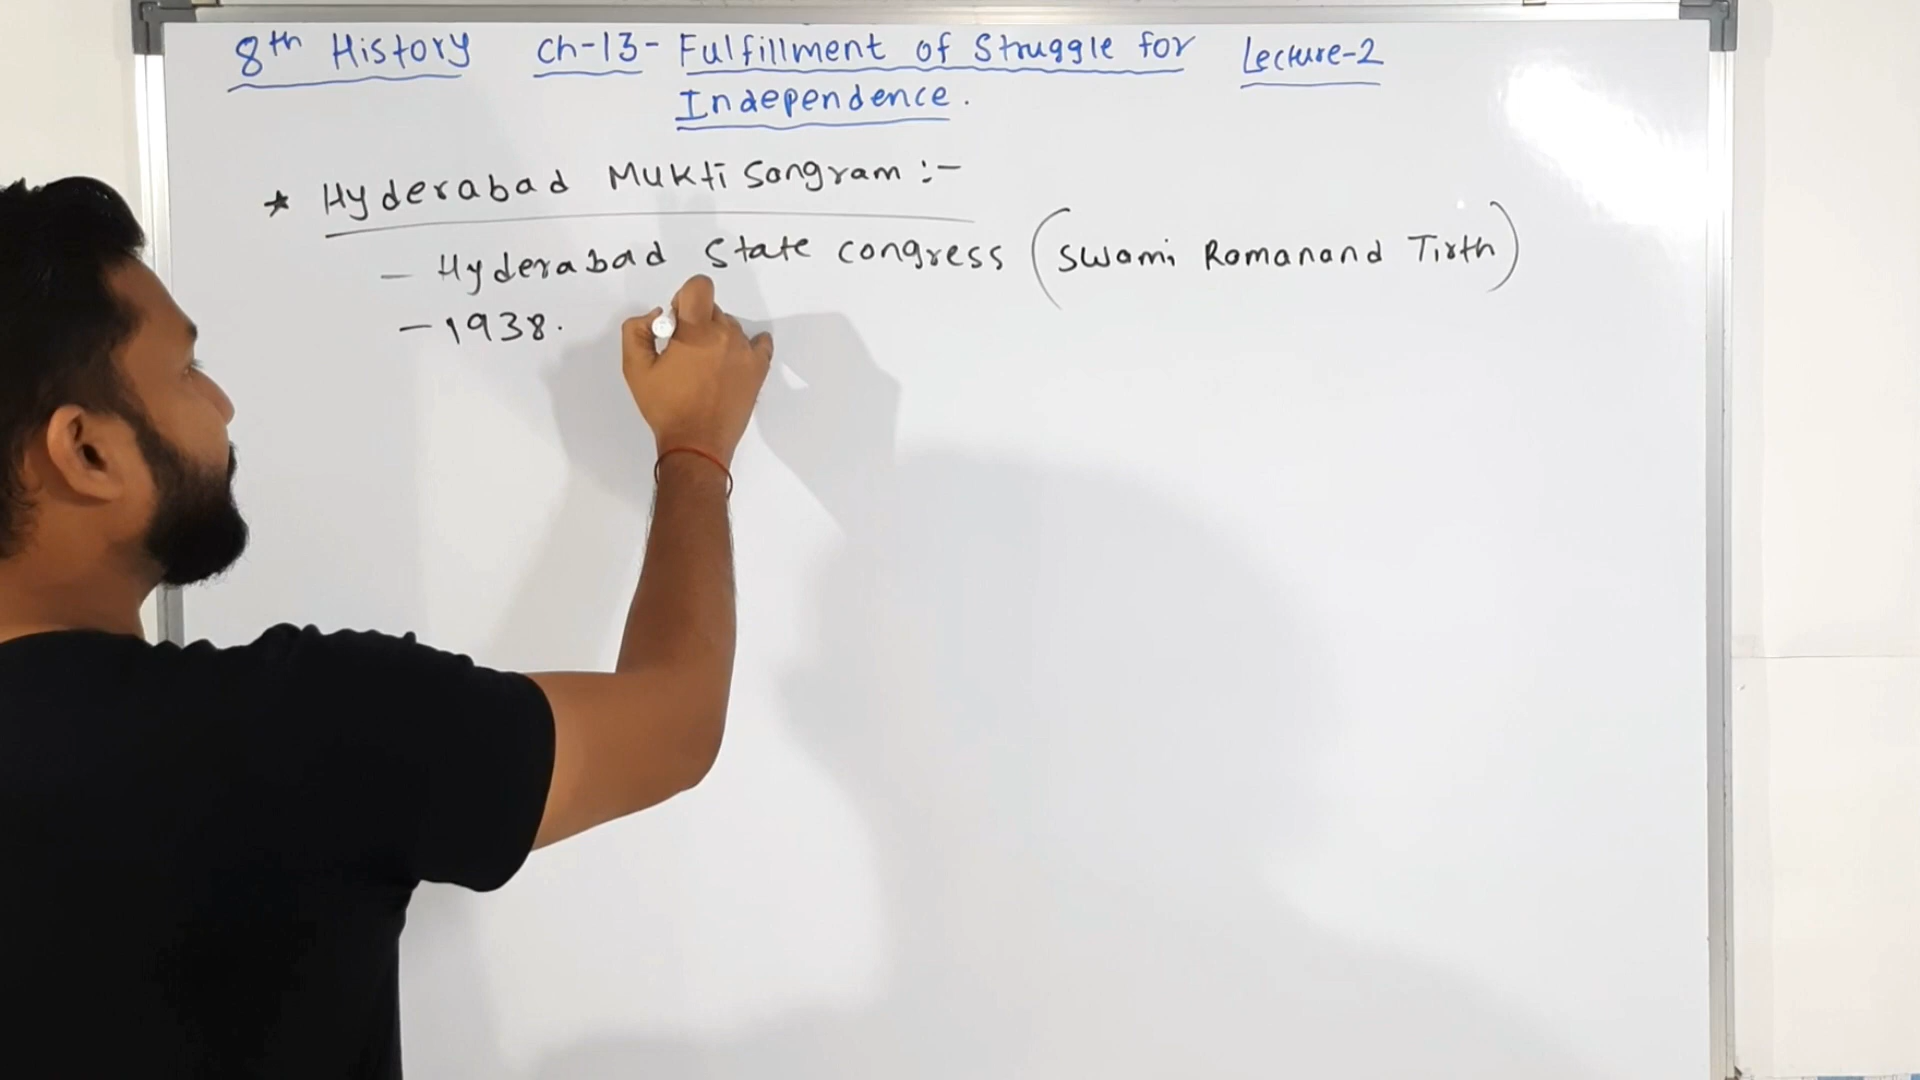 8th History Ch-13- Fulfillment of Struggle for Lecture-2
Independence.
* Hyderabad Mukti Sangram :-
- Hyderabad State congress (Swami Ramanand Tirth)
- 1938.